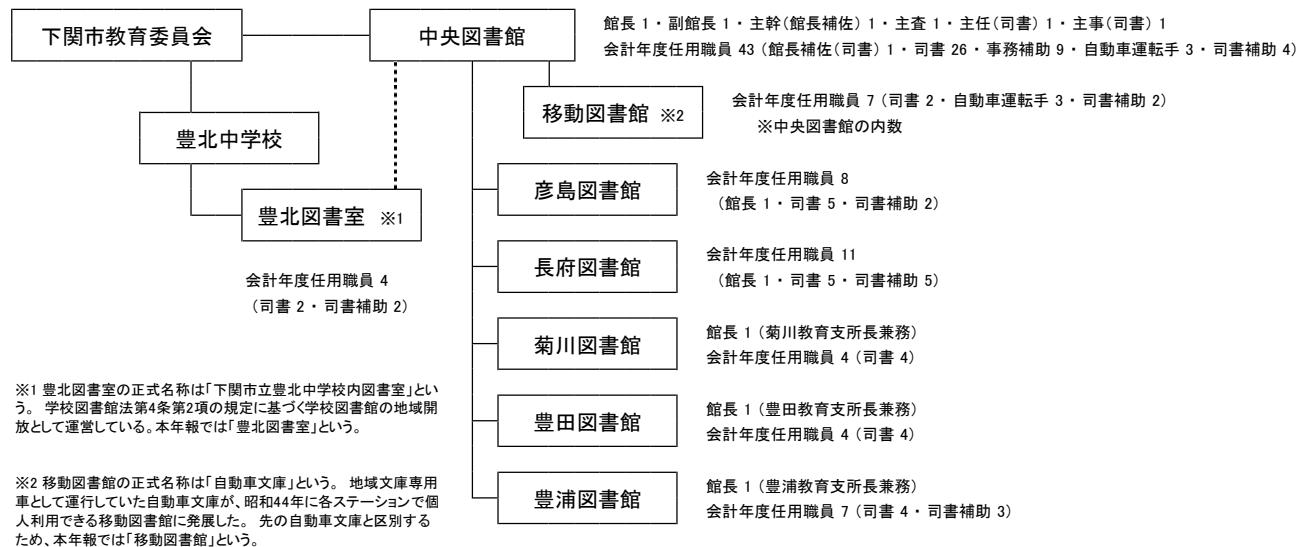 下関市教育委員会
中央図書館
館長 1・副館長 1・主幹(館長補佐) 1・主査 1・主任(司書) 1・主事(司書) 1
会計年度任用職員 43 (館長補佐(司書) 1・司書 26・事務補助 9・自動車運転手 3・司書補助 4)
移動図書館 ※2
会計年度任用職員 7 (司書 2・自動車運転手 3・司書補助 2)
※中央図書館の内数
豊北中学校
彦島図書館
会計年度任用職員 8
(館長 1・司書 5・司書補助 2)
豊北図書室 ※1
会計年度任用職員 4
(司書 2・司書補助 2)
長府図書館
会計年度任用職員 11
(館長 1・司書 5・司書補助 5)
菊川図書館
館長 1 (菊川教育支所長兼務)
会計年度任用職員 4 (司書 4)
豊田図書館
館長 1 (豊田教育支所長兼務)
会計年度任用職員 4 (司書 4)
豊浦図書館
館長 1 (豊浦教育支所長兼務)
会計年度任用職員 7 (司書 4・司書補助 3)
※1 豊北図書室の正式名称は「下関市立豊北中学校内図書室」とい
う。 学校図書館法第4条第2項の規定に基づく学校図書館の地域開
放として運営している。本年報では「豊北図書室」という。
※2 移動図書館の正式名称は「自動車文庫」という。 地域文庫専用
車として運行していた自動車文庫が、昭和44年に各ステーションで個
人利用できる移動図書館に発展した。 先の自動車文庫と区別する
ため、本年報では「移動図書館」という。